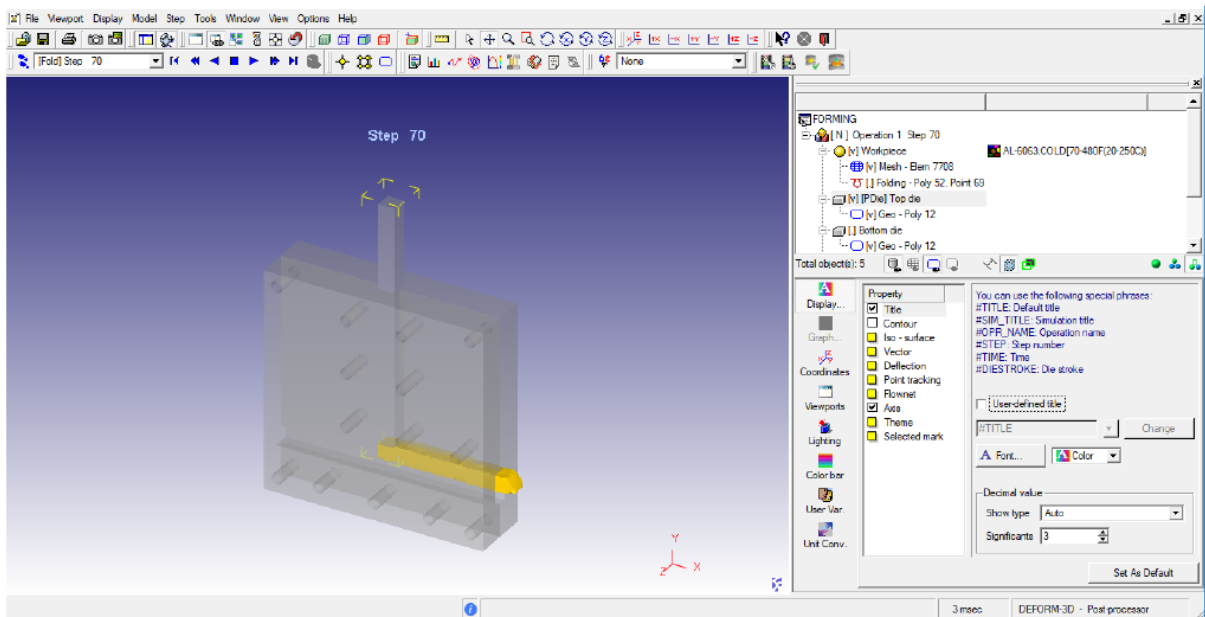 File Viewport Display Model Step Tools Window View Options Help
[Fold] Step 70
None
Step 70
FORMING
[ N ] Operation 1 Step 70
[v] Workpiece
AL-6063,COLD[70-480F(20-250C)]
[v] Mesh - Elem 7708
[.] Folding - Poly 52, Point 69
[v] [PDie] Top die
[v] Geo - Poly 12
[.] Bottom die
[v] Geo - Poly 12
Total object(s): 5
Display...
Graph...
Coordinates
Viewports
Lighting
Color bar
User Var.
Unit Conv.
Property
Title
Contour
Iso - surface
Vector
Deflection
Point tracking
Flownet
Axis
Theme
Selected mark
You can use the following special phrases:
#TITLE: Default title
#SIM_TITLE: Simulation title
#OPR_NAME: Operation name
#STEP: Step number
#TIME: Time
#DIESTROKE: Die stroke
User-defined title
#TITLE
Change
A Font...
A Color
Decimal value
Show type Auto
Significants 3
Set As Default
Y
X
Z
3 msec
DEFORM-3D - Post-processor